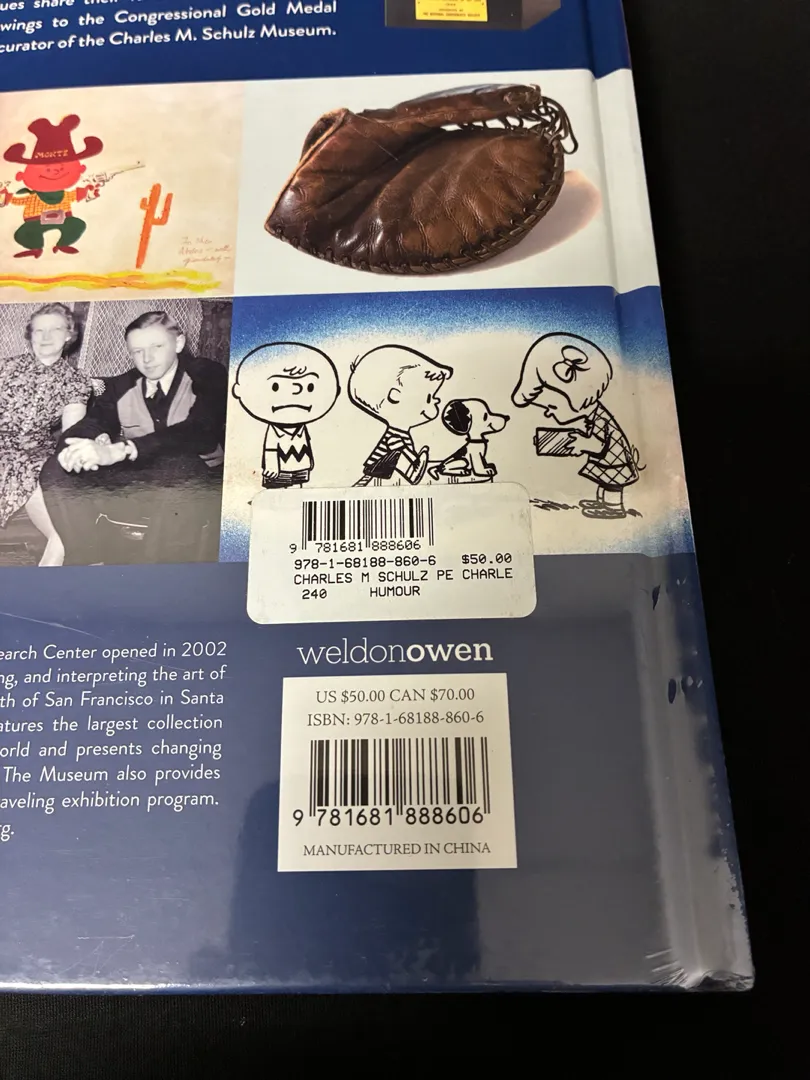 ues share their
wings to the Congressional Gold Medal
curator of the Charles M. Schulz Museum.
MONTE
9 781681 888606
978-1-68188-860-6 $50.00
CHARLES M SCHULZ PE CHARLE
240 HUMOUR
earch Center opened in 2002
ng, and interpreting the art of
th of San Francisco in Santa
atures the largest collection
orld and presents changing
The Museum also provides
aveling exhibition program.
rg.
weldonowen
US $50.00 CAN $70.00
ISBN: 978-1-68188-860-6
9 781681 888606
MANUFACTURED IN CHINA